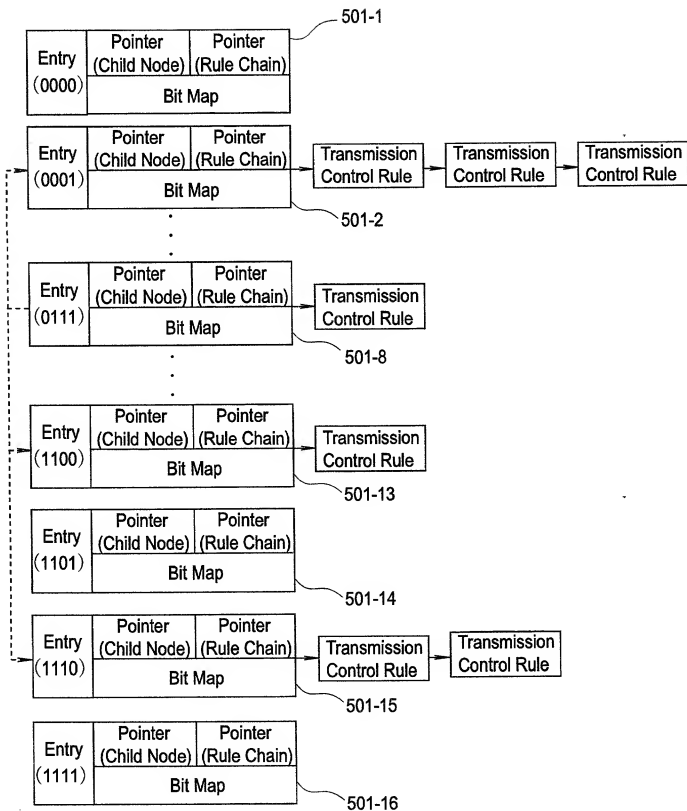 501-1
Entry
(0000)
Pointer
(Child Node)
Pointer
(Rule Chain)
Bit Map
Entry
(0001)
Pointer
(Child Node)
Pointer
(Rule Chain)
Bit Map
Transmission
Control Rule
Transmission
Control Rule
Transmission
Control Rule
501-2
Entry
(0111)
Pointer
(Child Node)
Pointer
(Rule Chain)
Bit Map
Transmission
Control Rule
501-8
Entry
(1100)
Pointer
(Child Node)
Pointer
(Rule Chain)
Bit Map
Transmission
Control Rule
501-13
Entry
(1101)
Pointer
(Child Node)
Pointer
(Rule Chain)
Bit Map
501-14
Entry
(1110)
Pointer
(Child Node)
Pointer
(Rule Chain)
Bit Map
Transmission
Control Rule
Transmission
Control Rule
501-15
Entry
(1111)
Pointer
(Child Node)
Pointer
(Rule Chain)
Bit Map
501-16